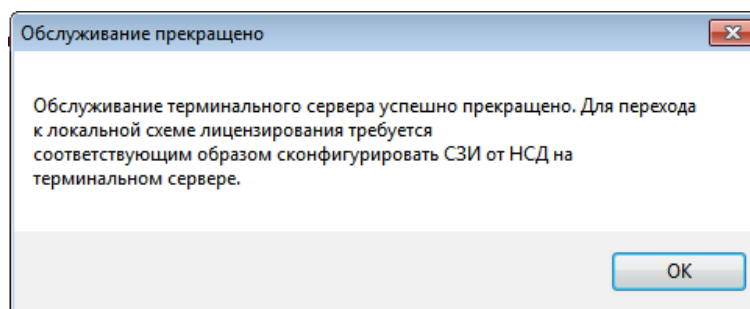 Обслуживание прекращено
Обслуживание терминального сервера успешно прекращено. Для перехода
к локальной схеме лицензирования требуется
соответствующим образом сконфигурировать СЗИ от НСД на
терминальном сервере.
ОК